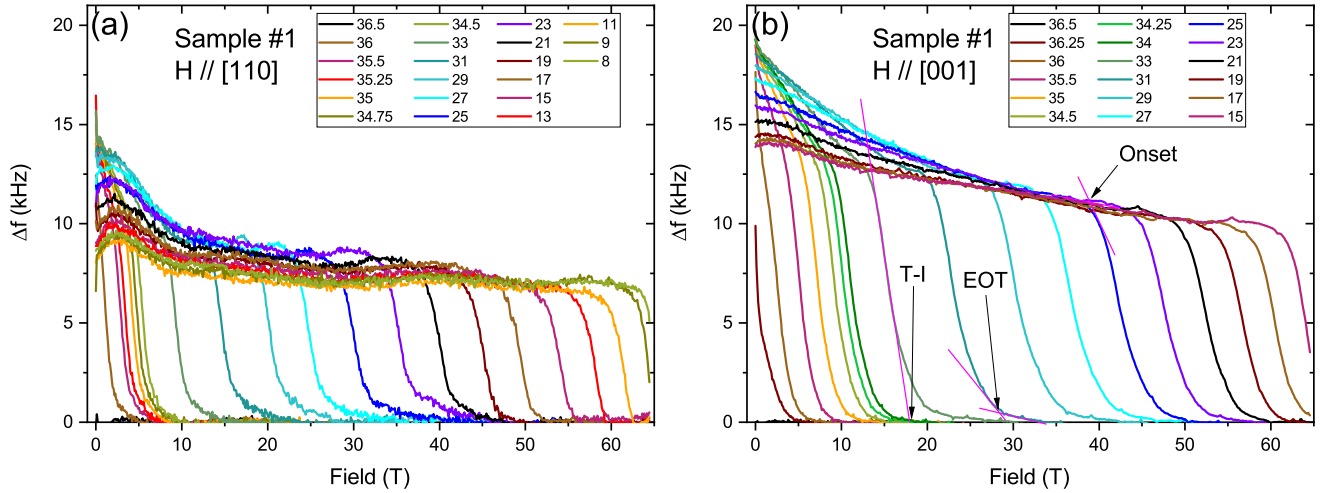 (a)
Sample #1
H // [110]
36.5 34.5 23 11
36 33 21 9
35.5 31 19 8
35.25 29 17
35 27 15
34.75 25 13
Δf (kHz)
20
15
10
5
0
0 10 20 30 40 50 60
Field (T)
(b)
Sample #1
H // [001]
36.5 34.25 25
36.25 34 23
36 33 21
35.5 31 19
35 29 17
34.5 27 15
Onset
T-I
EOT
Δf (kHz)
20
15
10
5
0
0 10 20 30 40 50 60
Field (T)